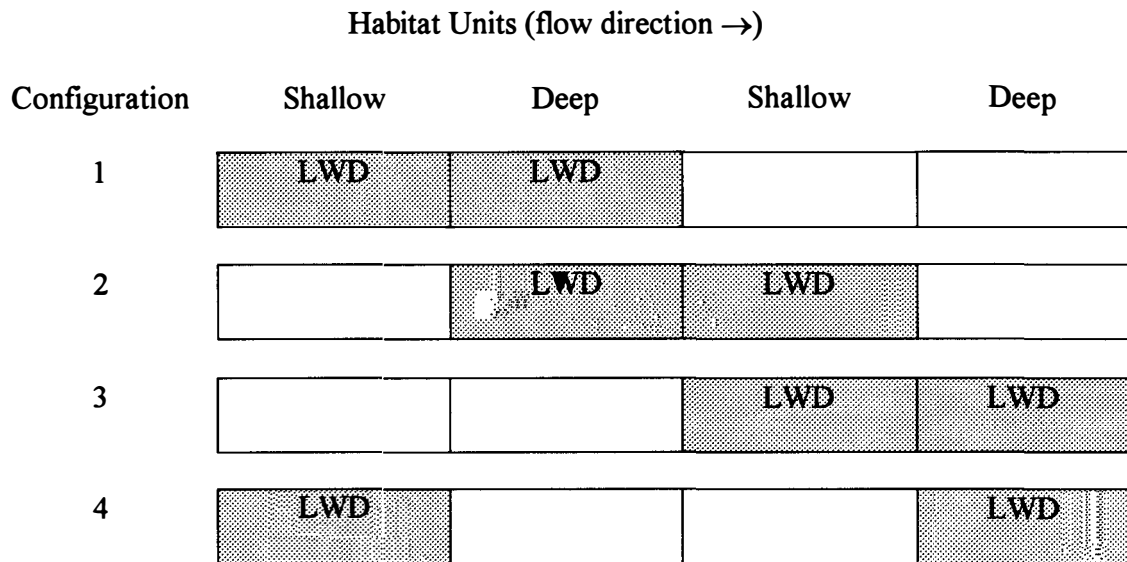 Habitat Units (flow direction →)
Configuration Shallow Deep Shallow Deep
1 LWD LWD
2 LWD LWD
3 LWD LWD
4 LWD LWD